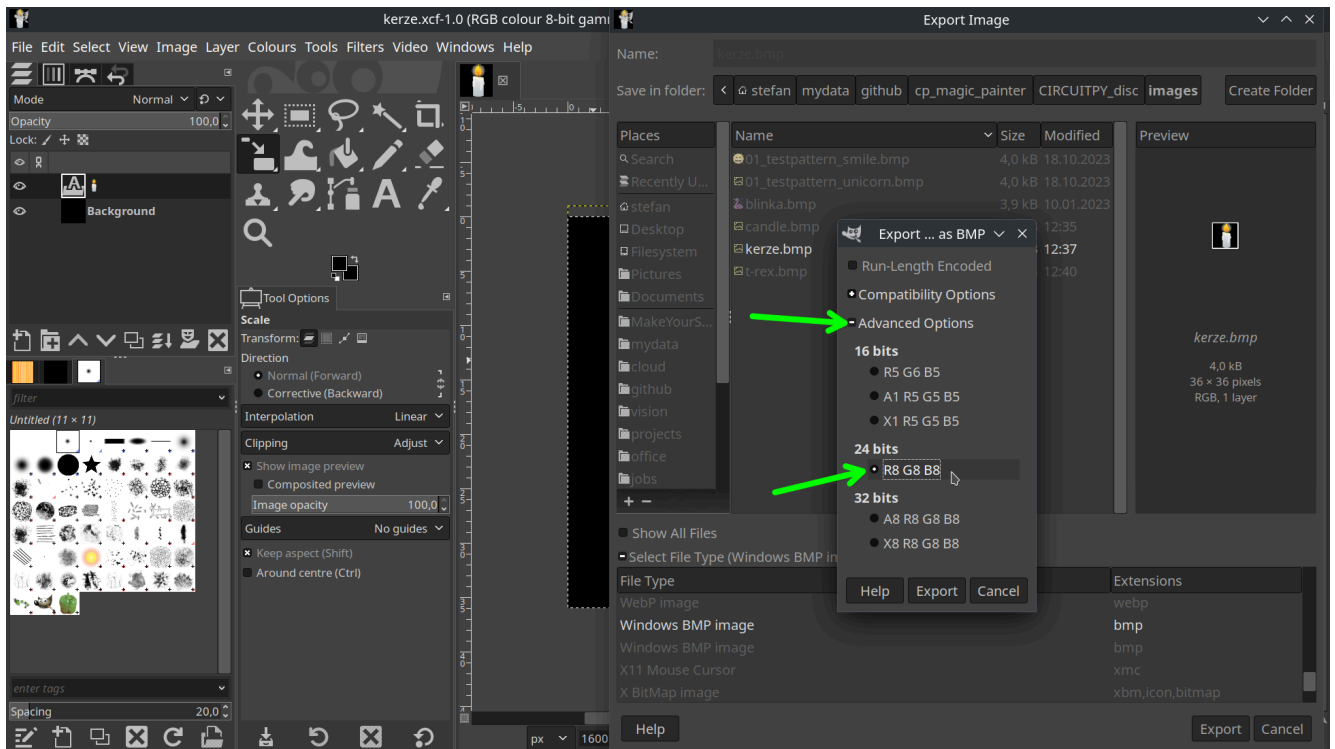 kerze.xcf-1.0 (RGB colour 8-bit gam
File Edit Select View Image Layer Colours Tools Filters Video Windows Help
Mode Normal
Opacity 100,0
Lock:
Background
Tool Options
Scale
Transform:
Direction
Normal (Forward)
Corrective (Backward)
Interpolation Linear
Clipping Adjust
Show image preview
Composited preview
Image opacity 100,0
Guides No guides
Keep aspect (Shift)
Around centre (Ctrl)
filter
Untitled (11 × 11)
enter tags
Spacing 20,0
px 1600
Export Image
Name: kerze.bmp
Save in folder: stefan mydata github cp_magic_painter CIRCUITPY_disc images Create Folder
Places
Search
Recently U...
stefan
Desktop
Filesystem
Pictures
Documents
MakeYourS...
mydata
cloud
github
vision
projects
office
jobs
Name Size Modified
01_testpattern_smile.bmp 4,0 kB 18.10.2023
01_testpattern_unicorn.bmp 4,0 kB 18.10.2023
blinka.bmp 3,9 kB 10.01.2023
candle.bmp 12:35
kerze.bmp 12:37
t-rex.bmp 12:40
Preview
kerze.bmp
4,0 kB
36 × 36 pixels
RGB, 1 layer
Export ... as BMP
Run-Length Encoded
Compatibility Options
Advanced Options
16 bits
R5 G6 B5
A1 R5 G5 B5
X1 R5 G5 B5
24 bits
R8 G8 B8
32 bits
A8 R8 G8 B8
X8 R8 G8 B8
Help Export Cancel
Show All Files
Select File Type (Windows BMP im
File Type Extensions
WebP image webp
Windows BMP image bmp
Windows BMP image bmp
X11 Mouse Cursor xmc
X BitMap image xbm,icon,bitmap
Help Export Cancel